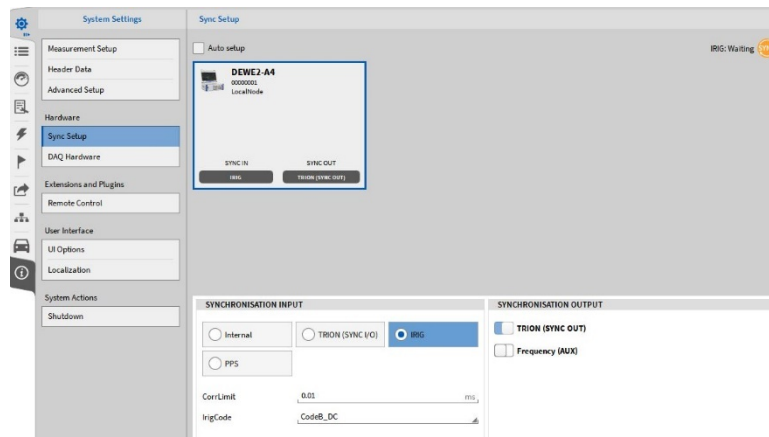 System Settings
Sync Setup
Measurement Setup
Header Data
Advanced Setup
Hardware
Sync Setup
DAQ Hardware
Extensions and Plugins
Remote Control
User Interface
UI Options
Localization
System Actions
Shutdown
Auto setup
IRIG: Waiting
DEWE2-A4
00000001
LocalNode
SYNC IN SYNC OUT
IRIG TRION (SYNC OUT)
SYNCHRONISATION INPUT
Internal TRION (SYNC I/O) IRIG
PPS
CorrLimit 0.01 ms
IrigCode CodeB_DC
SYNCHRONISATION OUTPUT
TRION (SYNC OUT)
Frequency (AUX)